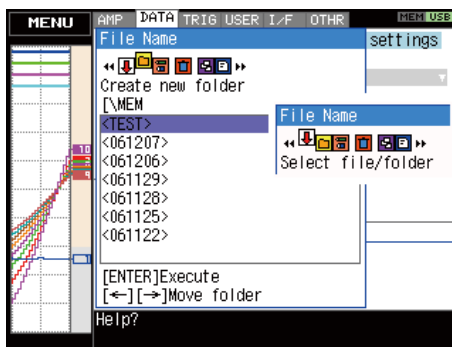 MENU
AMP DATA TRIG USER I/F OTHR
MEM USB
File Name
settings
Create new folder
[\MEM
<TEST>
<061207>
<061206>
<061129>
<061128>
<061125>
<061122>
File Name
Select file/folder
10
[ENTER]Execute
[←][→]Move folder
Help?